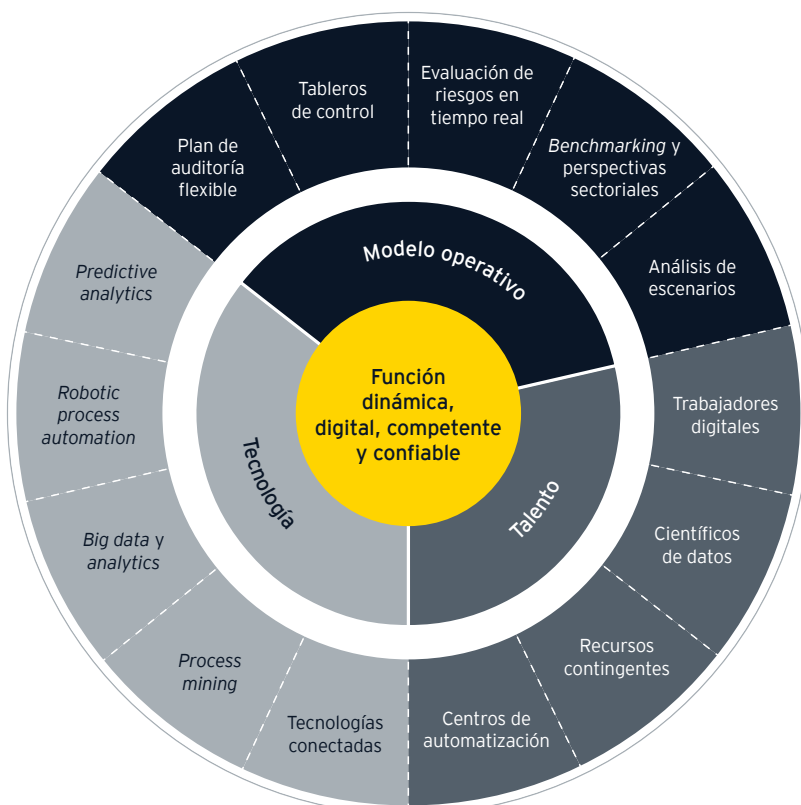 Plan de
auditoría
flexible
Tableros
de control
Evaluación de
riesgos en
tiempo real
Benchmarking y
perspectivas
sectoriales
Análisis de
escenarios
Trabajadores
digitales
Científicos
de datos
Recursos
contingentes
Centros de
automatización
Tecnologías
conectadas
Process
mining
Big data y
analytics
Robotic
process
automation
Predictive
analytics
Modelo operativo
Talento
Tecnología
Función
dinámica,
digital, competente
y confiable